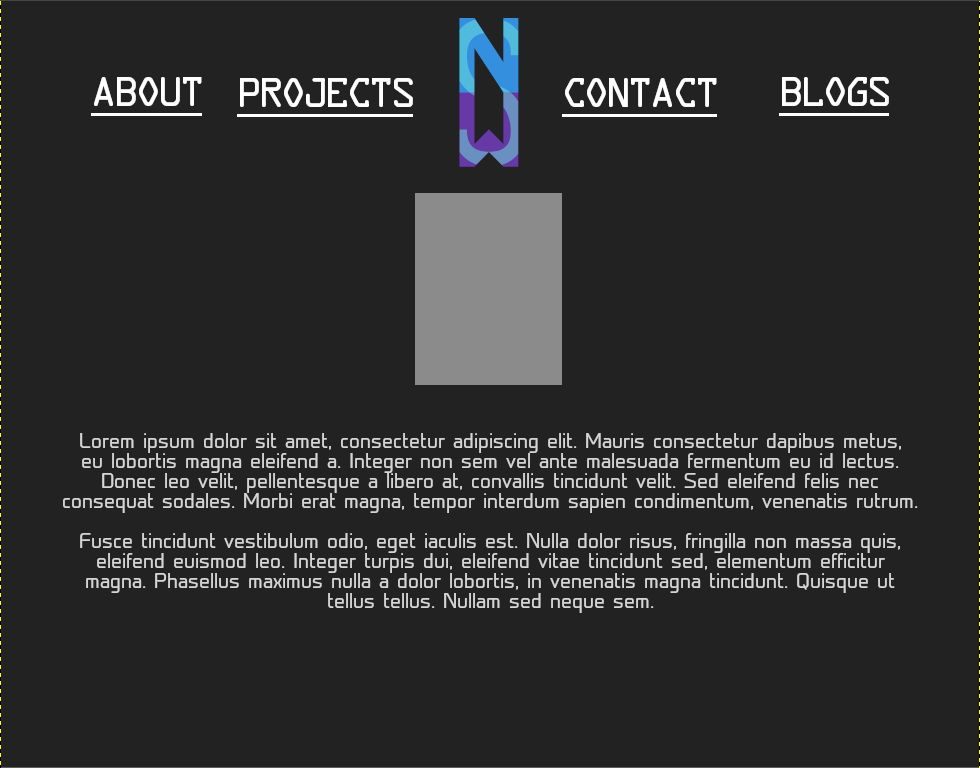 ABOUT PROJECTS NW CONTACT BLOGS
Lorem ipsum dolor sit amet, consectetur adipiscing elit. Mauris consectetur dapibus metus,
eu lobortis magna eleifend a. Integer non sem vel ante malesuada fermentum eu id lectus.
Donec leo velit, pellentesque a libero at, convallis tincidunt velit. Sed eleifend felis nec
consequat sodales. Morbi erat magna, tempor interdum sapien condimentum, venenatis rutrum.
Fusce tincidunt vestibulum odio, eget iaculis est. Nulla dolor risus, fringilla non massa quis,
eleifend euismod leo. Integer turpis dui, eleifend vitae tincidunt sed, elementum efficitur
magna. Phasellus maximus nulla a dolor lobortis, in venenatis magna tincidunt. Quisque ut
tellus tellus. Nullam sed neque sem.